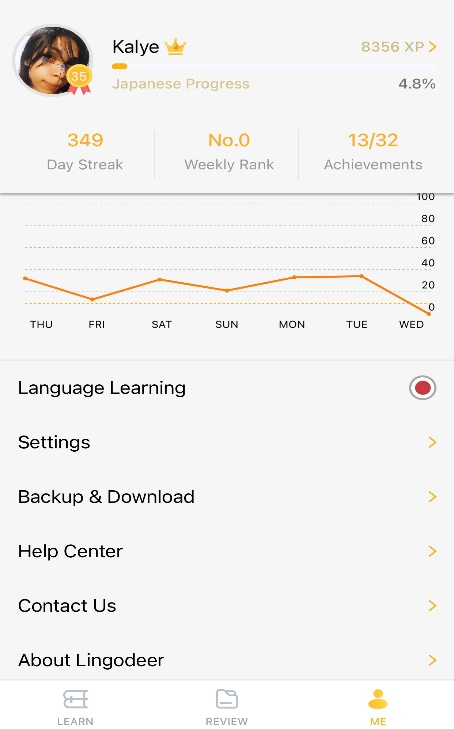 Kalye
8356 XP
35
Japanese Progress
4.8%
349
No.0
13/32
Day Streak
Weekly Rank
Achievements
100
80
60
40
20
0
THU FRI SAT SUN MON TUE WED
Language Learning
Settings
Backup & Download
Help Center
Contact Us
About Lingodeer
LEARN
REVIEW
ME